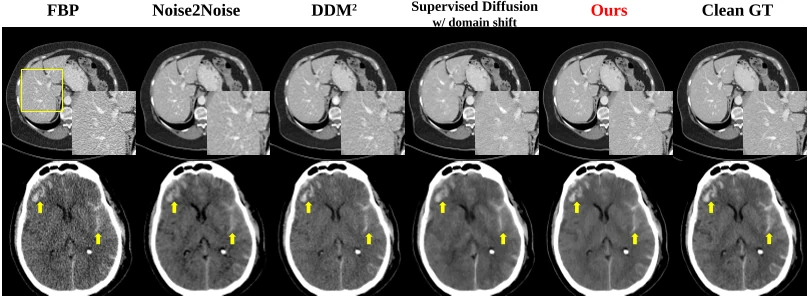 FBP
Noise2Noise
DDM²
Supervised Diffusion
w/ domain shift
Ours
Clean GT